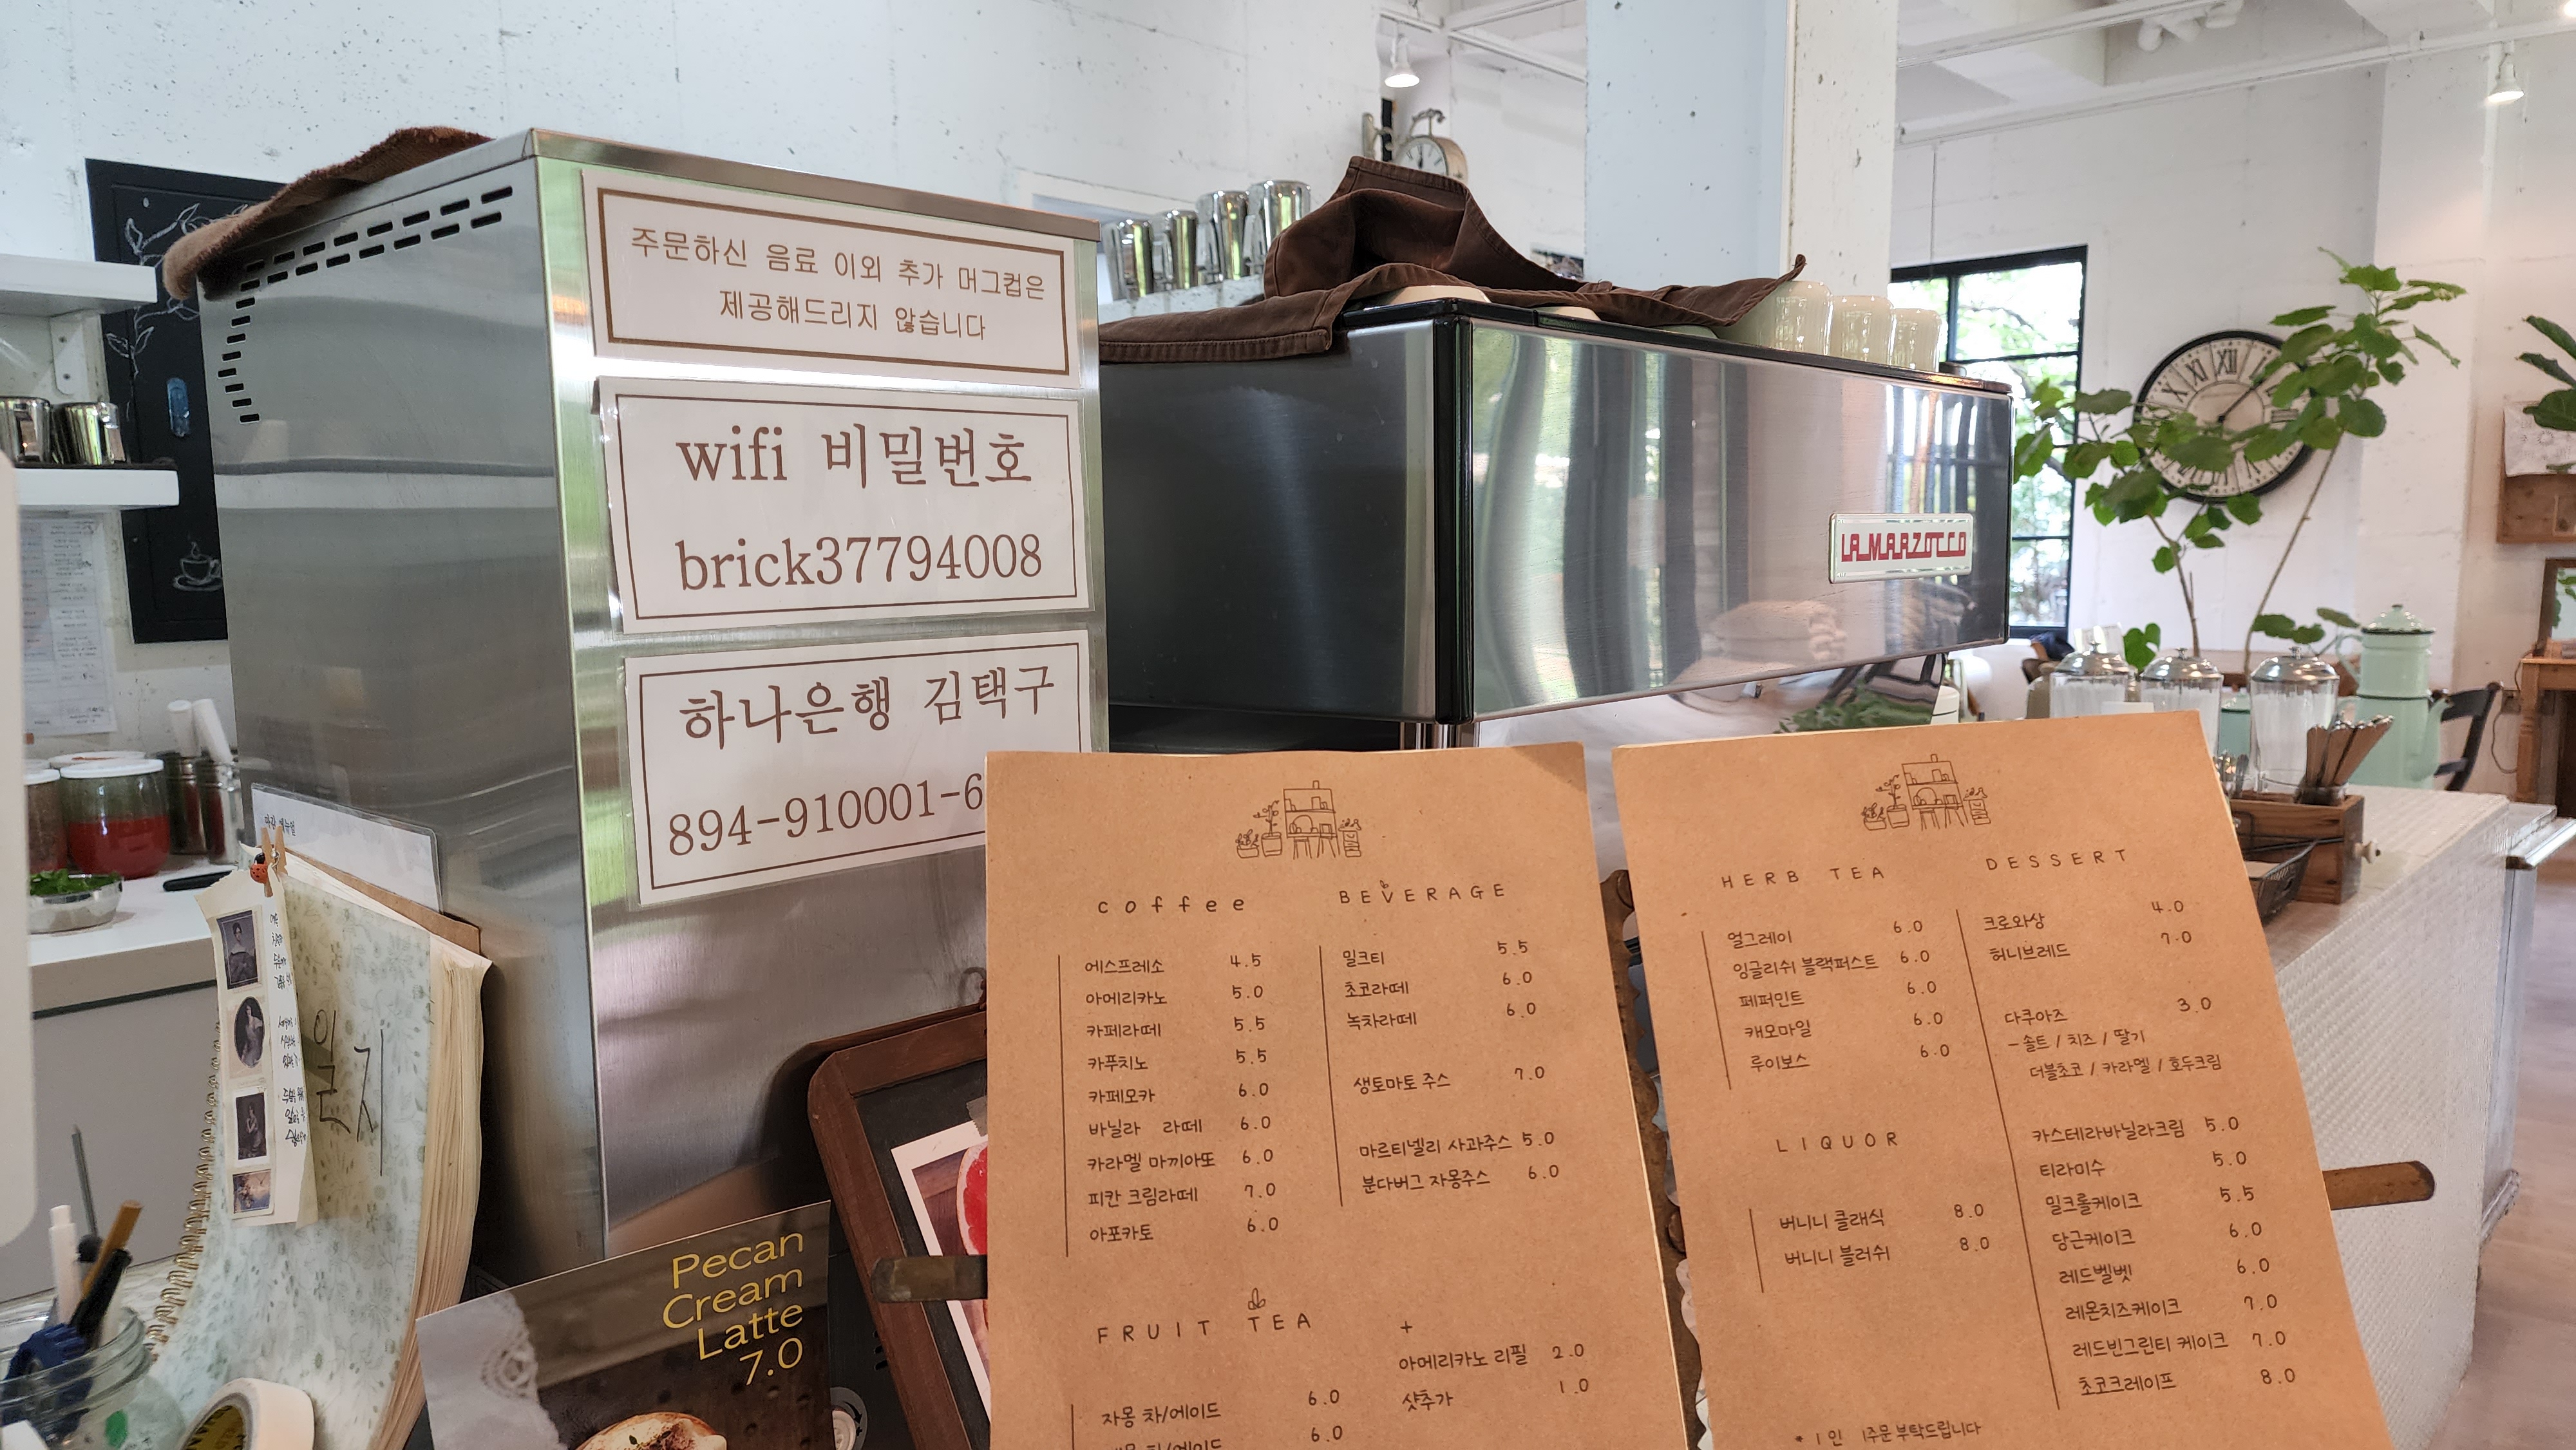 주문하신 음료 이외 추가 머그컵은
제공해드리지 않습니다
wifi 비밀번호
brick37794008
하나은행 김택구
894-910001-6
LA MARZOCCO
일지
Pecan
Cream
Latte
7.0
coffee
에스프레소 4.5
아메리카노 5.0
카페라떼 5.5
카푸치노 5.5
카페모카 6.0
바닐라 라떼 6.0
카라멜 마끼아또 6.0
피칸 크림라떼 7.0
아포카토 6.0
BEVERAGE
밀크티 5.5
초코라떼 6.0
녹차라떼 6.0
생토마토 주스 7.0
마르티넬리 사과주스 5.0
분다버그 자몽주스 6.0
FRUIT TEA
자몽 차/에이드 6.0
차/에이드 6.0
+
아메리카노 리필 2.0
샷추가 1.0
HERB TEA
얼그레이 6.0
잉글리쉬 블랙퍼스트 6.0
페퍼민트 6.0
캐모마일 6.0
루이보스 6.0
LIQUOR
버니니 클래식 8.0
버니니 블러쉬 8.0
DESSERT
크로와상 4.0
허니브레드 7.0
다쿠아즈 3.0
-솔트 / 치즈 / 딸기
더블초코 / 카라멜 / 호두크림
카스테라바닐라크림 5.0
티라미수 5.0
밀크롤케이크 5.5
당근케이크 6.0
레드벨벳 6.0
레몬치즈케이크 7.0
레드빈그린티 케이크 7.0
초코크레이프 8.0
* 1인 1주문 부탁드립니다